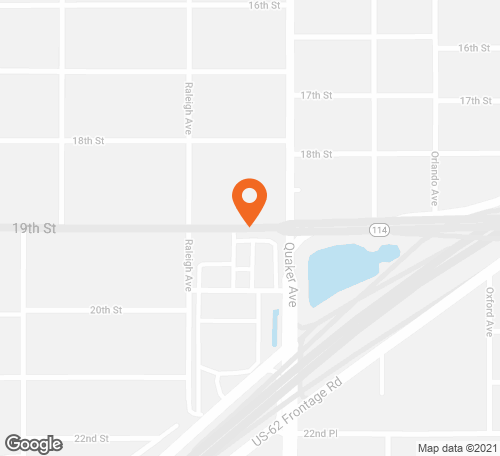 16th St
16th St
17th St
17th St
Raleigh Ave
18th St
18th St
Orlando Ave
19th St
114
Raleigh Ave
Quaker Ave
20th St
Oxford Ave
US-62 Frontage Rd
22nd St
22nd Pl
Google
Map data ©2021